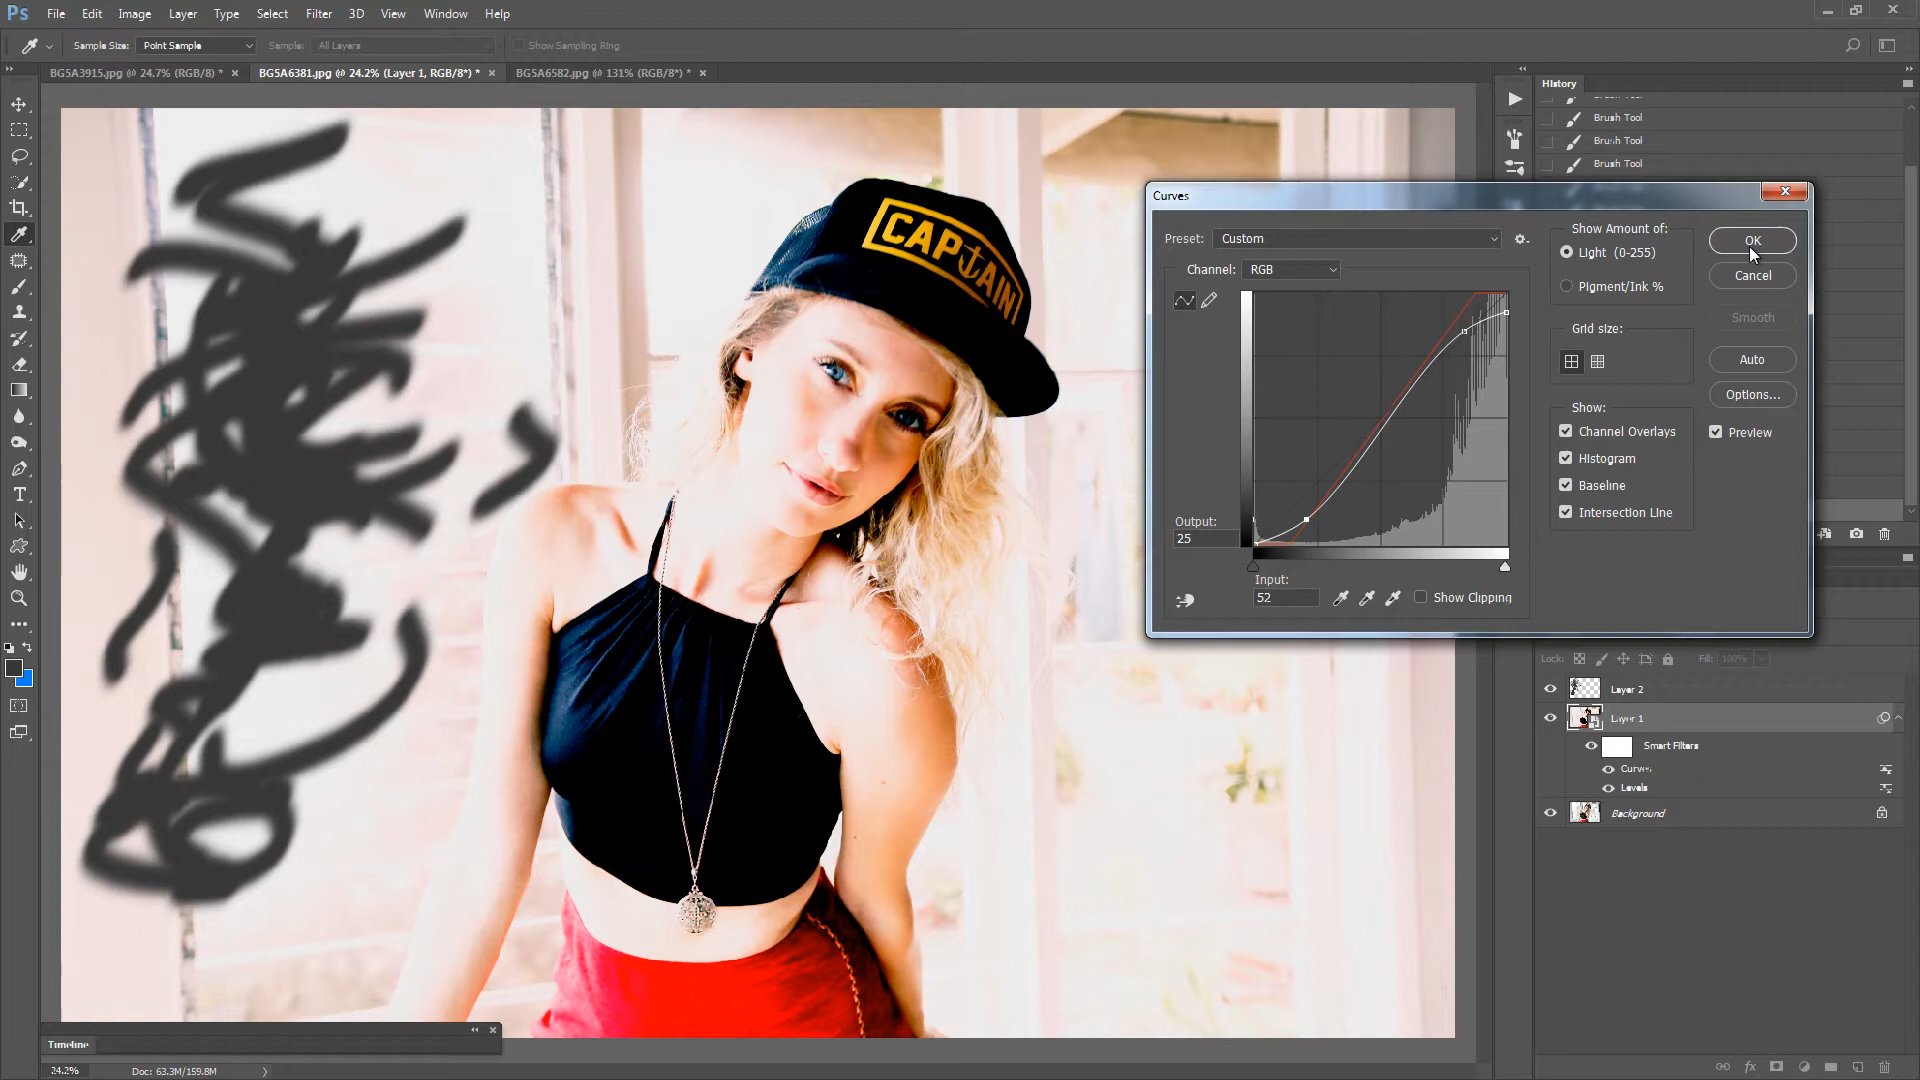 Ps File Edit Image Layer Type Select Filter 3D View Window Help
Sample Size: Point Sample Sample: All Layers Show Sampling Ring
BG5A3915.jpg @ 24.7% (RGB/8) * × BG5A6381.jpg @ 24.2% (Layer 1, RGB/8*) * × BG5A6582.jpg @ 131% (RGB/8*) * ×
History
Brush Tool
Brush Tool
Brush Tool
Brush Tool
CAPTAIN
Curves
Preset: Custom
Channel: RGB
Output:
25
Input:
52
Show Clipping
Show Amount of:
Light (0-255)
Pigment/Ink %
Grid size:
Show:
Channel Overlays
Histogram
Baseline
Intersection Line
OK
Cancel
Smooth
Auto
Options...
Preview
Lock: Fill: 100%
Layer 2
Layer 1
Smart Filters
Curves
Levels
Background
Timeline
24.2% Doc: 63.3M/159.8M